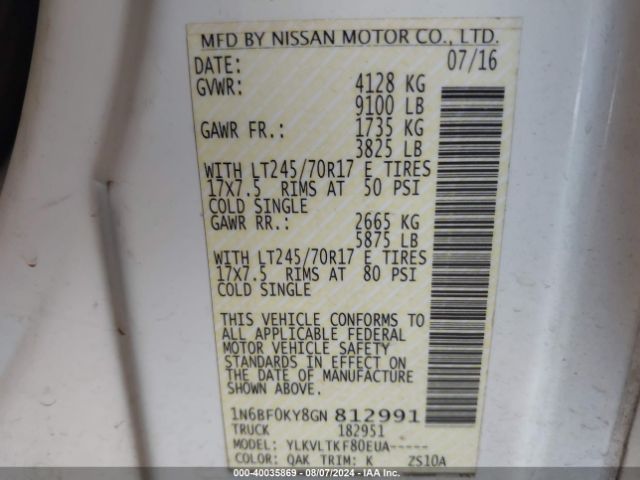 MFD BY NISSAN MOTOR CO., LTD.
DATE: 07/16
GVWR: 4128 KG
9100 LB
GAWR FR.: 1735 KG
3825 LB
WITH LT245/70R17 E TIRES
17X7.5 RIMS AT 50 PSI
COLD SINGLE
GAWR RR.: 2665 KG
5875 LB
WITH LT245/70R17 E TIRES
17X7.5 RIMS AT 80 PSI
COLD SINGLE
THIS VEHICLE CONFORMS TO
ALL APPLICABLE FEDERAL
MOTOR VEHICLE SAFETY
STANDARDS IN EFFECT ON
THE DATE OF MANUFACTURE
SHOWN ABOVE.
1N6BF0KY8GN 812991
TRUCK 182951
MODEL: YLKVLTKF80EUA-----
COLOR: QAK TRIM: K ZS10A
© COPART - 40035869 - 08/07/2024 - IAAI.COM